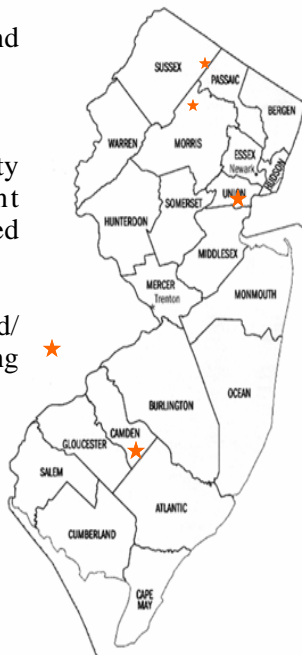 nd
ty
nt
ed
d/
ng
SUSSEX
PASSAIC
BERGEN
WARREN
MORRIS
ESSEX
Newark
HUDSON
UNION
HUNTERDON
SOMERSET
MIDDLESEX
MERCER
Trenton
MONMOUTH
OCEAN
BURLINGTON
CAMDEN
GLOUCESTER
SALEM
ATLANTIC
CUMBERLAND
CAPE
MAY